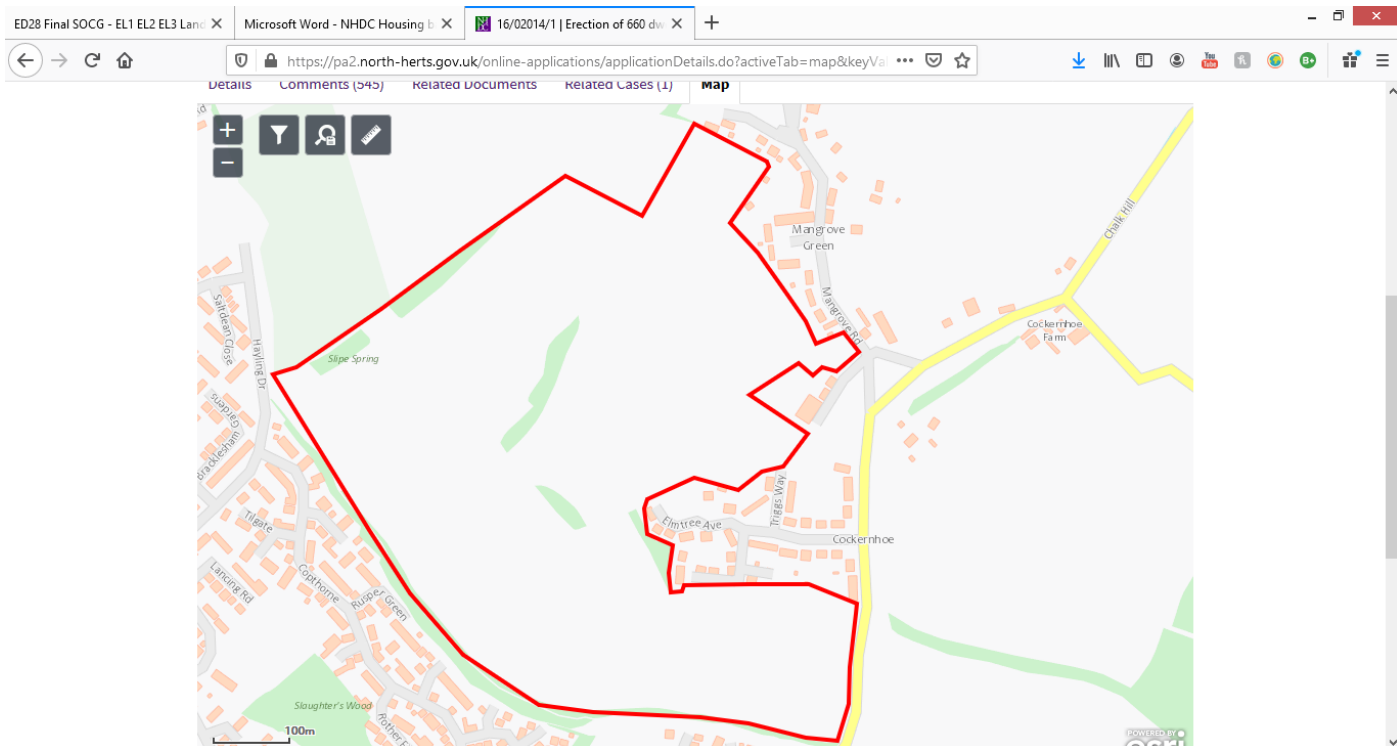 ED28 Final SOCG - EL1 EL2 EL3 Land
Microsoft Word - NHDC Housing b
16/02014/1 | Erection of 660 dw
https://pa2.north-herts.gov.uk/online-applications/applicationDetails.do?activeTab=map&keyVal
Details Comments (545) Related Documents Related Cases (1) Map
Mangrove
Green
Chalk Hill
Mangrove Rd
Cockernhoe
Farm
Saltdean Close
Hayling Dr
Slipe Spring
Gardens
Bracklesham
Tilgate
Lancing Rd
Copthorne
Rusper Green
Elmtree Ave
Triggs Way
Cockernhoe
Slaughter's Wood
100m
POWERED BY
esri